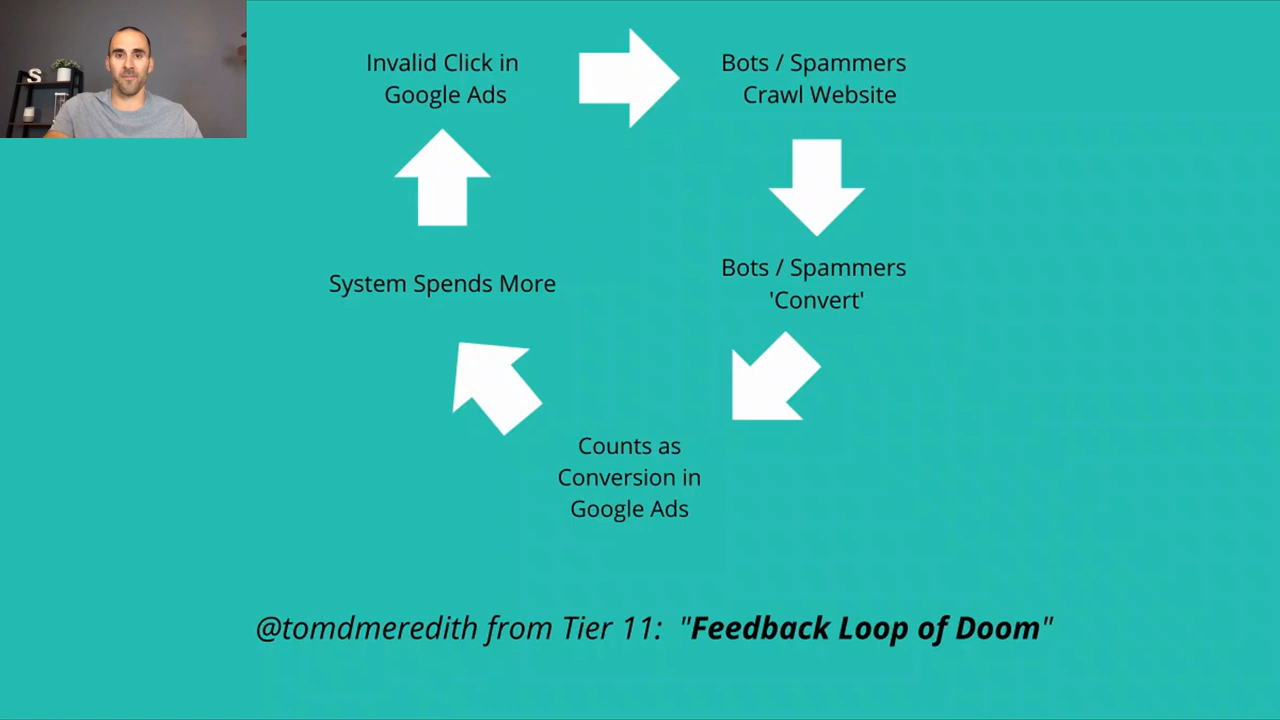 S
Invalid Click in
Google Ads
Bots / Spammers
Crawl Website
Bots / Spammers
'Convert'
Counts as
Conversion in
Google Ads
System Spends More
@tomdmeredith from Tier 11: "Feedback Loop of Doom"